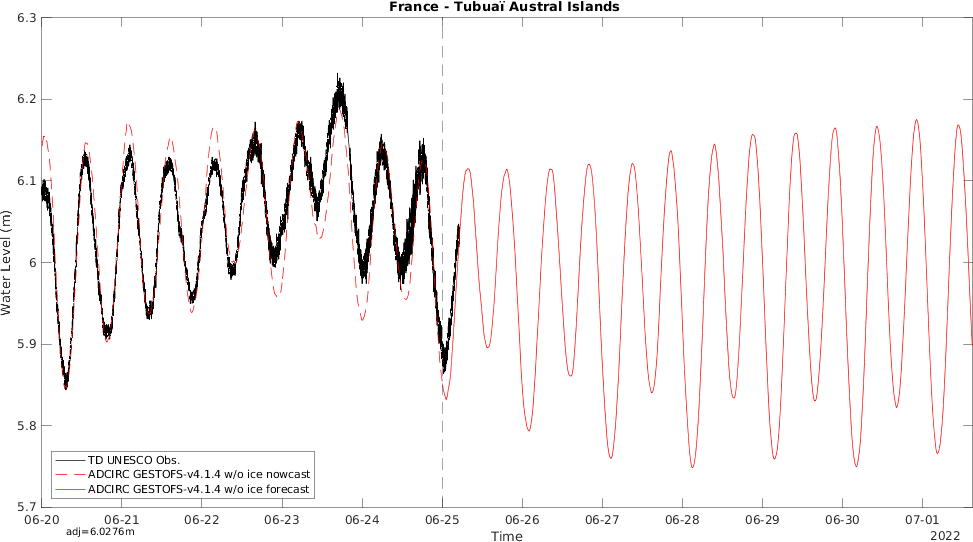 France - Tubuaï Austral Islands
6.3
6.2
6.1
6
5.9
5.8
5.7
Water Level (m)
TD UNESCO Obs.
ADCIRC GESTOFS-v4.1.4 w/o ice nowcast
ADCIRC GESTOFS-v4.1.4 w/o ice forecast
06-20 06-21 06-22 06-23 06-24 06-25 06-26 06-27 06-28 06-29 06-30 07-01
adj=6.0276m
Time
2022